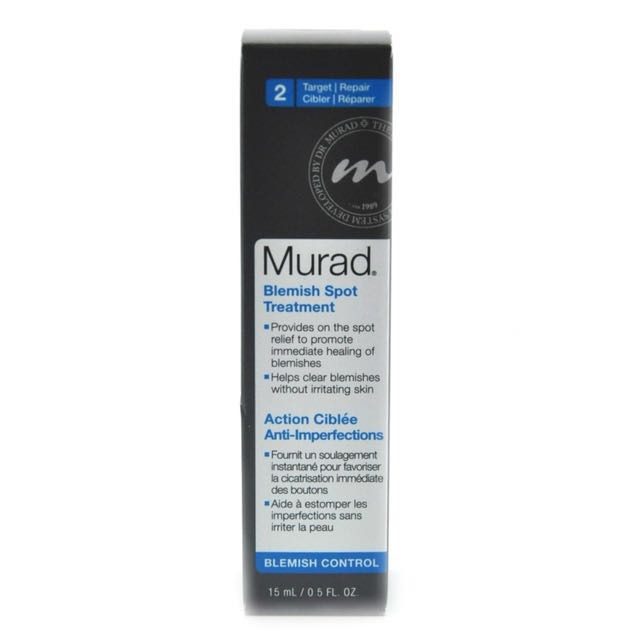 2
Target | Repair
Cibler | Réparer
SYSTEM DEVELOPED BY DR. MURAD ❖ THE
m
1989
Murad.
Blemish Spot
Treatment
▪ Provides on the spot
relief to promote
immediate healing of
blemishes
▪ Helps clear blemishes
without irritating skin
Action Ciblée
Anti-Imperfections
▪ Fournit un soulagement
instantané pour favoriser
la cicatrisation immédiate
des boutons
▪ Aide à estomper les
imperfections sans
irriter la peau
BLEMISH CONTROL
15 mL / 0 5 FL. OZ.